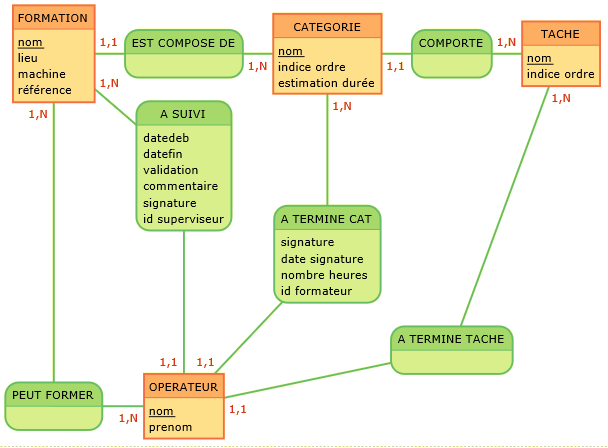 FORMATION
nom
lieu
machine
référence
1,1
EST COMPOSE DE
1,N
CATEGORIE
nom
indice ordre
estimation durée
1,1
COMPORTE
1,N
TACHE
nom
indice ordre
1,N
1,N
1,N
1,N
A SUIVI
datedeb
datefin
validation
commentaire
signature
id superviseur
A TERMINE CAT
signature
date signature
nombre heures
id formateur
A TERMINE TACHE
1,1
1,1
PEUT FORMER
1,N
OPERATEUR
nom
prenom
1,1